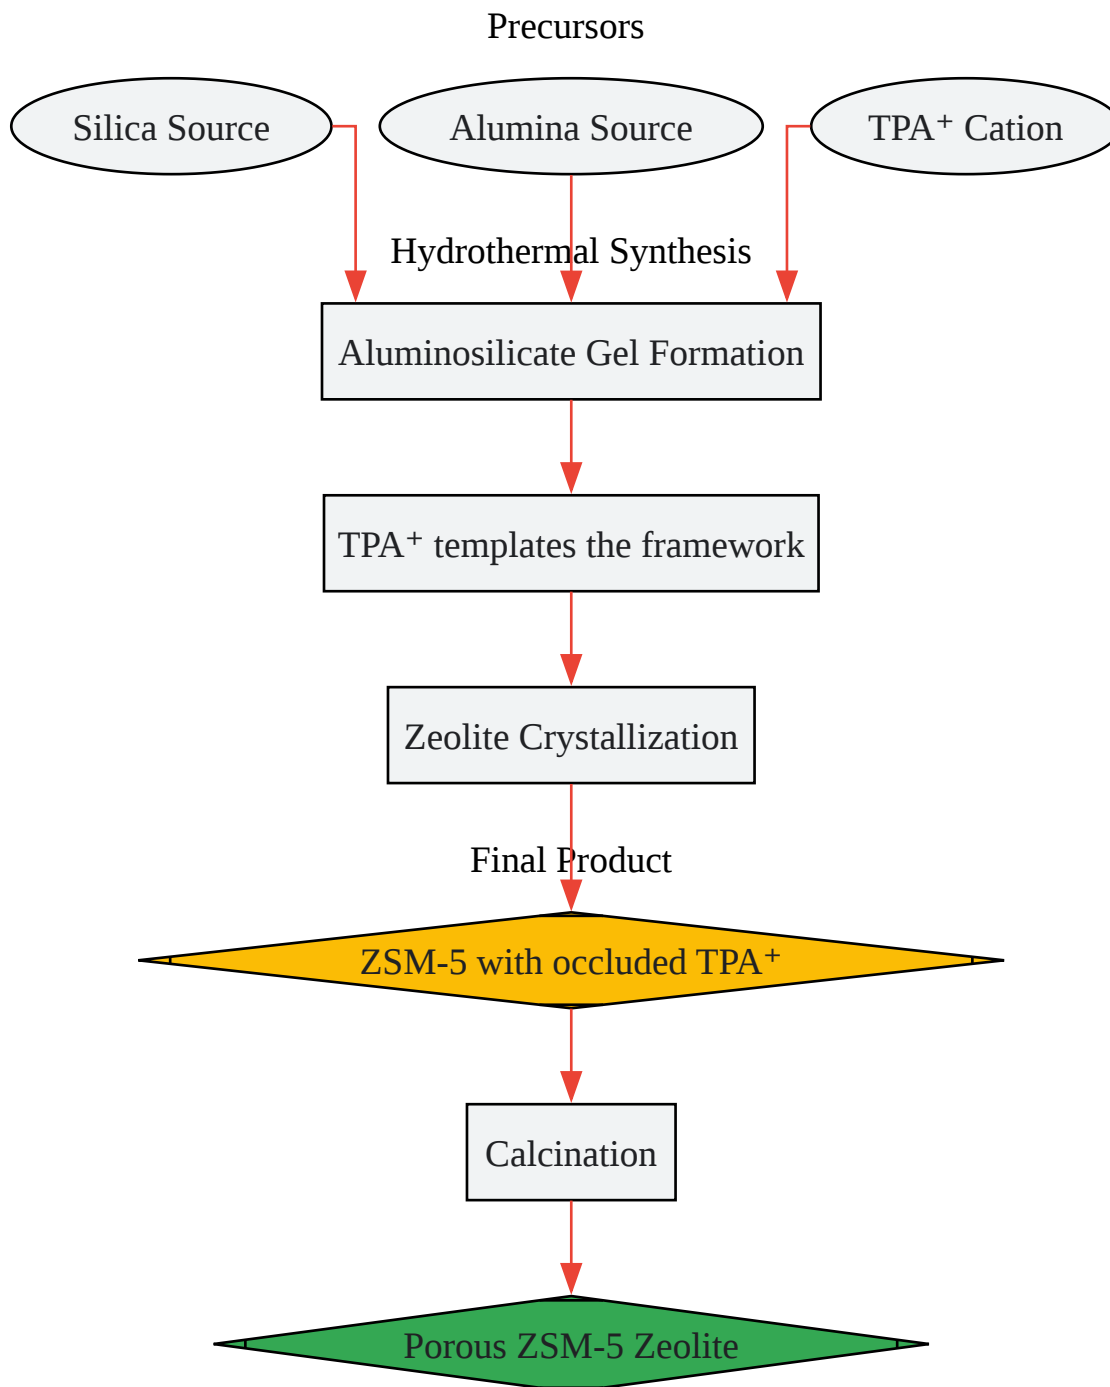 Precursors
Silica Source
Alumina Source
TPA⁺ Cation
Hydrothermal Synthesis
Aluminosilicate Gel Formation
TPA⁺ templates the framework
Zeolite Crystallization
Final Product
ZSM-5 with occluded TPA⁺
Calcination
Porous ZSM-5 Zeolite